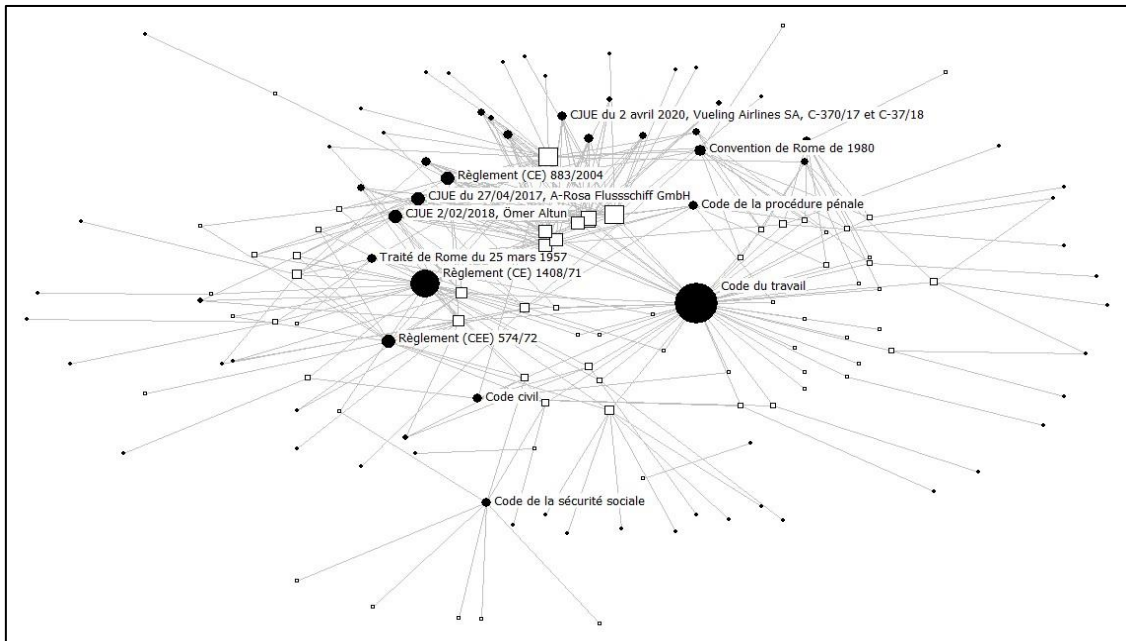 CJUE du 2 avril 2020, Vueling Airlines SA, C-370/17 et C-37/18
Convention de Rome de 1980
Règlement (CE) 883/2004
CJUE du 27/04/2017, A-Rosa Flussschiff GmbH
Code de la procédure pénale
CJUE 2/02/2018, Ömer Altun
Traité de Rome du 25 mars 1957
Règlement (CE) 1408/71
Code du travail
Règlement (CEE) 574/72
Code civil
Code de la sécurité sociale